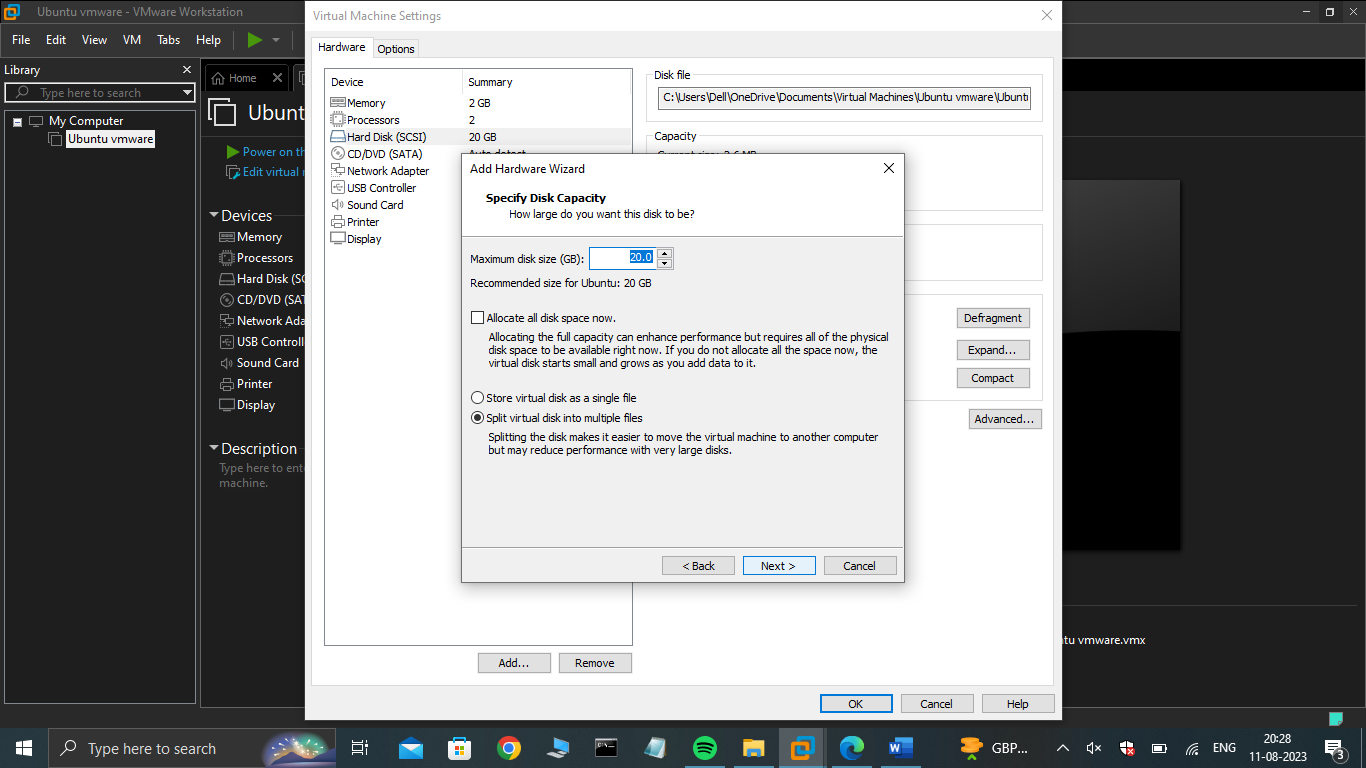 Ubuntu vmware - VMware Workstation
File Edit View VM Tabs Help
Library
Type here to search
My Computer
Ubuntu vmware
Home
Ubun
Power on th
Edit virtual
Devices
Memory
Processors
Hard Disk (SC
CD/DVD (SAT
Network Ada
USB Controll
Sound Card
Printer
Display
Description
Type here to ente
machine.
Virtual Machine Settings
Hardware Options
Device Summary
Memory 2 GB
Processors 2
Hard Disk (SCSI) 20 GB
CD/DVD (SATA) Auto detect
Network Adapter
USB Controller
Sound Card
Printer
Display
Add... Remove
Disk file
C:\Users\Dell\OneDrive\Documents\Virtual Machines\Ubuntu vmware\Ubunt
Capacity
Current size: 2.6 MB
Defragment
Expand...
Compact
Advanced...
Add Hardware Wizard
Specify Disk Capacity
How large do you want this disk to be?
Maximum disk size (GB): 20.0
Recommended size for Ubuntu: 20 GB
Allocate all disk space now.
Allocating the full capacity can enhance performance but requires all of the physical
disk space to be available right now. If you do not allocate all the space now, the
virtual disk starts small and grows as you add data to it.
Store virtual disk as a single file
Split virtual disk into multiple files
Splitting the disk makes it easier to move the virtual machine to another computer
but may reduce performance with very large disks.
< Back Next > Cancel
OK Cancel Help
tu vmware.vmx
Type here to search
GBP...
ENG
20:28
11-08-2023
3